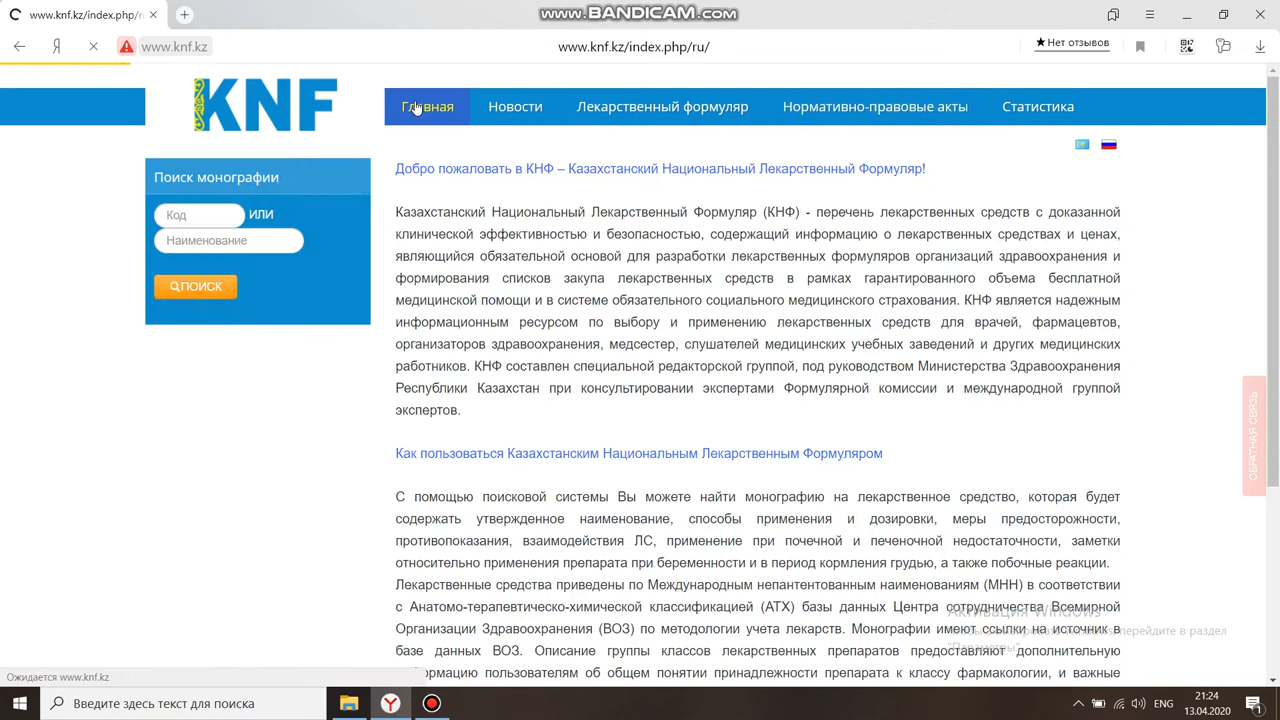 www.knf.kz/index.php/r
www.BANDICAM.com
www.knf.kz
www.knf.kz/index.php/ru/
★Нет отзывов
KNF
Главная
Новости
Лекарственный формуляр
Нормативно-правовые акты
Статистика
Поиск монографии
Код
ИЛИ
Наименование
ПОИСК
Добро пожаловать в КНФ – Казахстанский Национальный Лекарственный Формуляр!
Казахстанский Национальный Лекарственный Формуляр (КНФ) - перечень лекарственных средств с доказанной
клинической эффективностью и безопасностью, содержащий информацию о лекарственных средствах и ценах,
являющийся обязательной основой для разработки лекарственных формуляров организаций здравоохранения и
формирования списков закупа лекарственных средств в рамках гарантированного объема бесплатной
медицинской помощи и в системе обязательного социального медицинского страхования. КНФ является надежным
информационным ресурсом по выбору и применению лекарственных средств для врачей, фармацевтов,
организаторов здравоохранения, медсестер, слушателей медицинских учебных заведений и других медицинских
работников. КНФ составлен специальной редакторской группой, под руководством Министерства Здравоохранения
Республики Казахстан при консультировании экспертами Формулярной комиссии и международной группой
экспертов.
Как пользоваться Казахстанским Национальным Лекарственным Формуляром
С помощью поисковой системы Вы можете найти монографию на лекарственное средство, которая будет
содержать утвержденное наименование, способы применения и дозировки, меры предосторожности,
противопоказания, взаимодействия ЛС, применение при почечной и печеночной недостаточности, заметки
относительно применения препарата при беременности и в период кормления грудью, а также побочные реакции.
Лекарственные средства приведены по Международным непатентованным наименованиям (МНН) в соответствии
с Анатомо-терапевтическо-химической классификацией (АТХ) базы данных Центра сотрудничества Всемирной
Организации Здравоохранения (ВОЗ) по методологии учета лекарств. Монографии имеют ссылки на источник в
базе данных ВОЗ. Описание группы классов лекарственных препаратов предоставляют дополнительную
формацию пользователям об общем понятии принадлежности препарата к классу фармакологии, и важные
ОБРАТНАЯ СВЯЗЬ
Активация Windows
перейдите в раздел
"Параметры".
Ожидается www.knf.kz
Введите здесь текст для поиска
ENG
21:24
13.04.2020
1